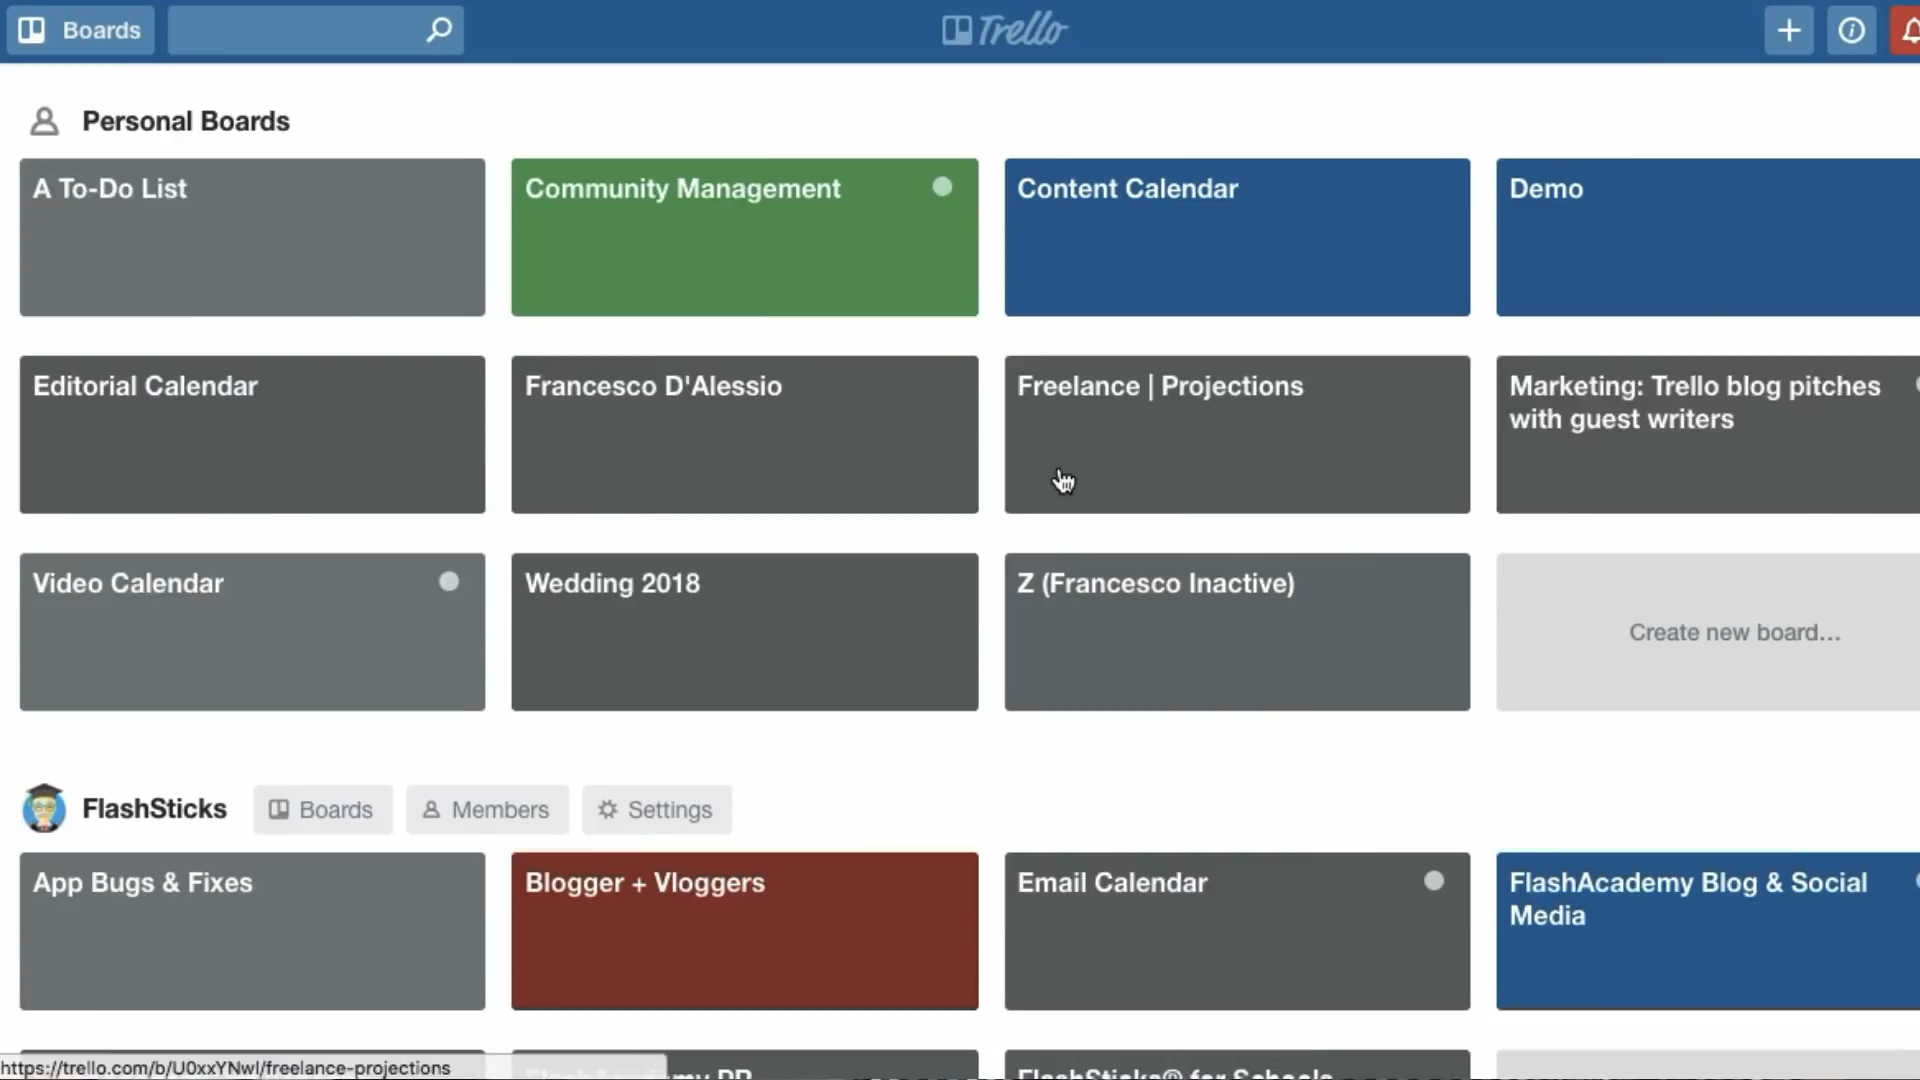 Boards
Trello
Personal Boards
A To-Do List
Community Management
Content Calendar
Demo
Editorial Calendar
Francesco D'Alessio
Freelance | Projections
Marketing: Trello blog pitches
with guest writers
Video Calendar
Wedding 2018
Z (Francesco Inactive)
Create new board...
FlashSticks
Boards
Members
Settings
App Bugs & Fixes
Blogger + Vloggers
Email Calendar
FlashAcademy Blog & Social
Media
https://trello.com/b/U0xxYNwl/freelance-projections
FlashAcademy PR
FlashSticks® for Schools